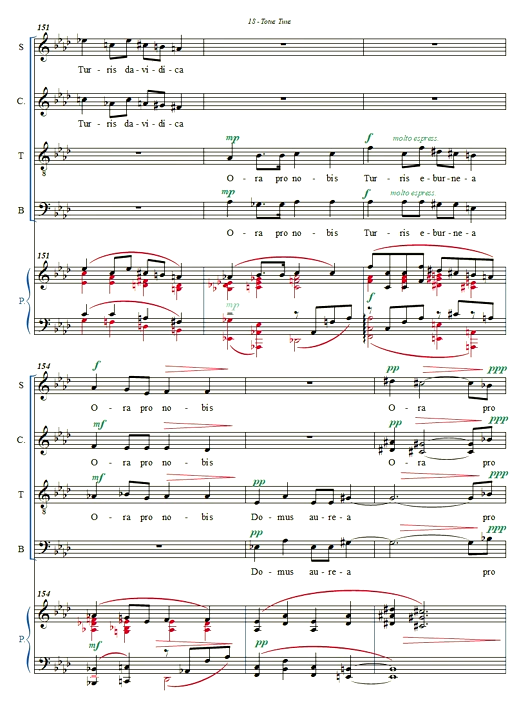 18 - Tone Tine
151
S
Tur - ris da - vi - di - ca
C.
Tur - ris da - vi - di - ca
T
mp
f
molto espress.
O - ra pro no - bis Tur - ris e - bur - ne - a
B
mp
f
molto espress.
O - ra pro no - bis Tur - ris e - bur - ne - a
151
P.
mp
f
154
S
f
pp
ppp
O - ra pro no - bis O - ra pro
C.
mf
pp
ppp
O - ra pro no - bis O - ra pro
T
mf
pp
ppp
O - ra pro no - bis Do - mus au - re - a pro
B
pp
ppp
Do - mus au - re - a pro
154
P.
mf
pp